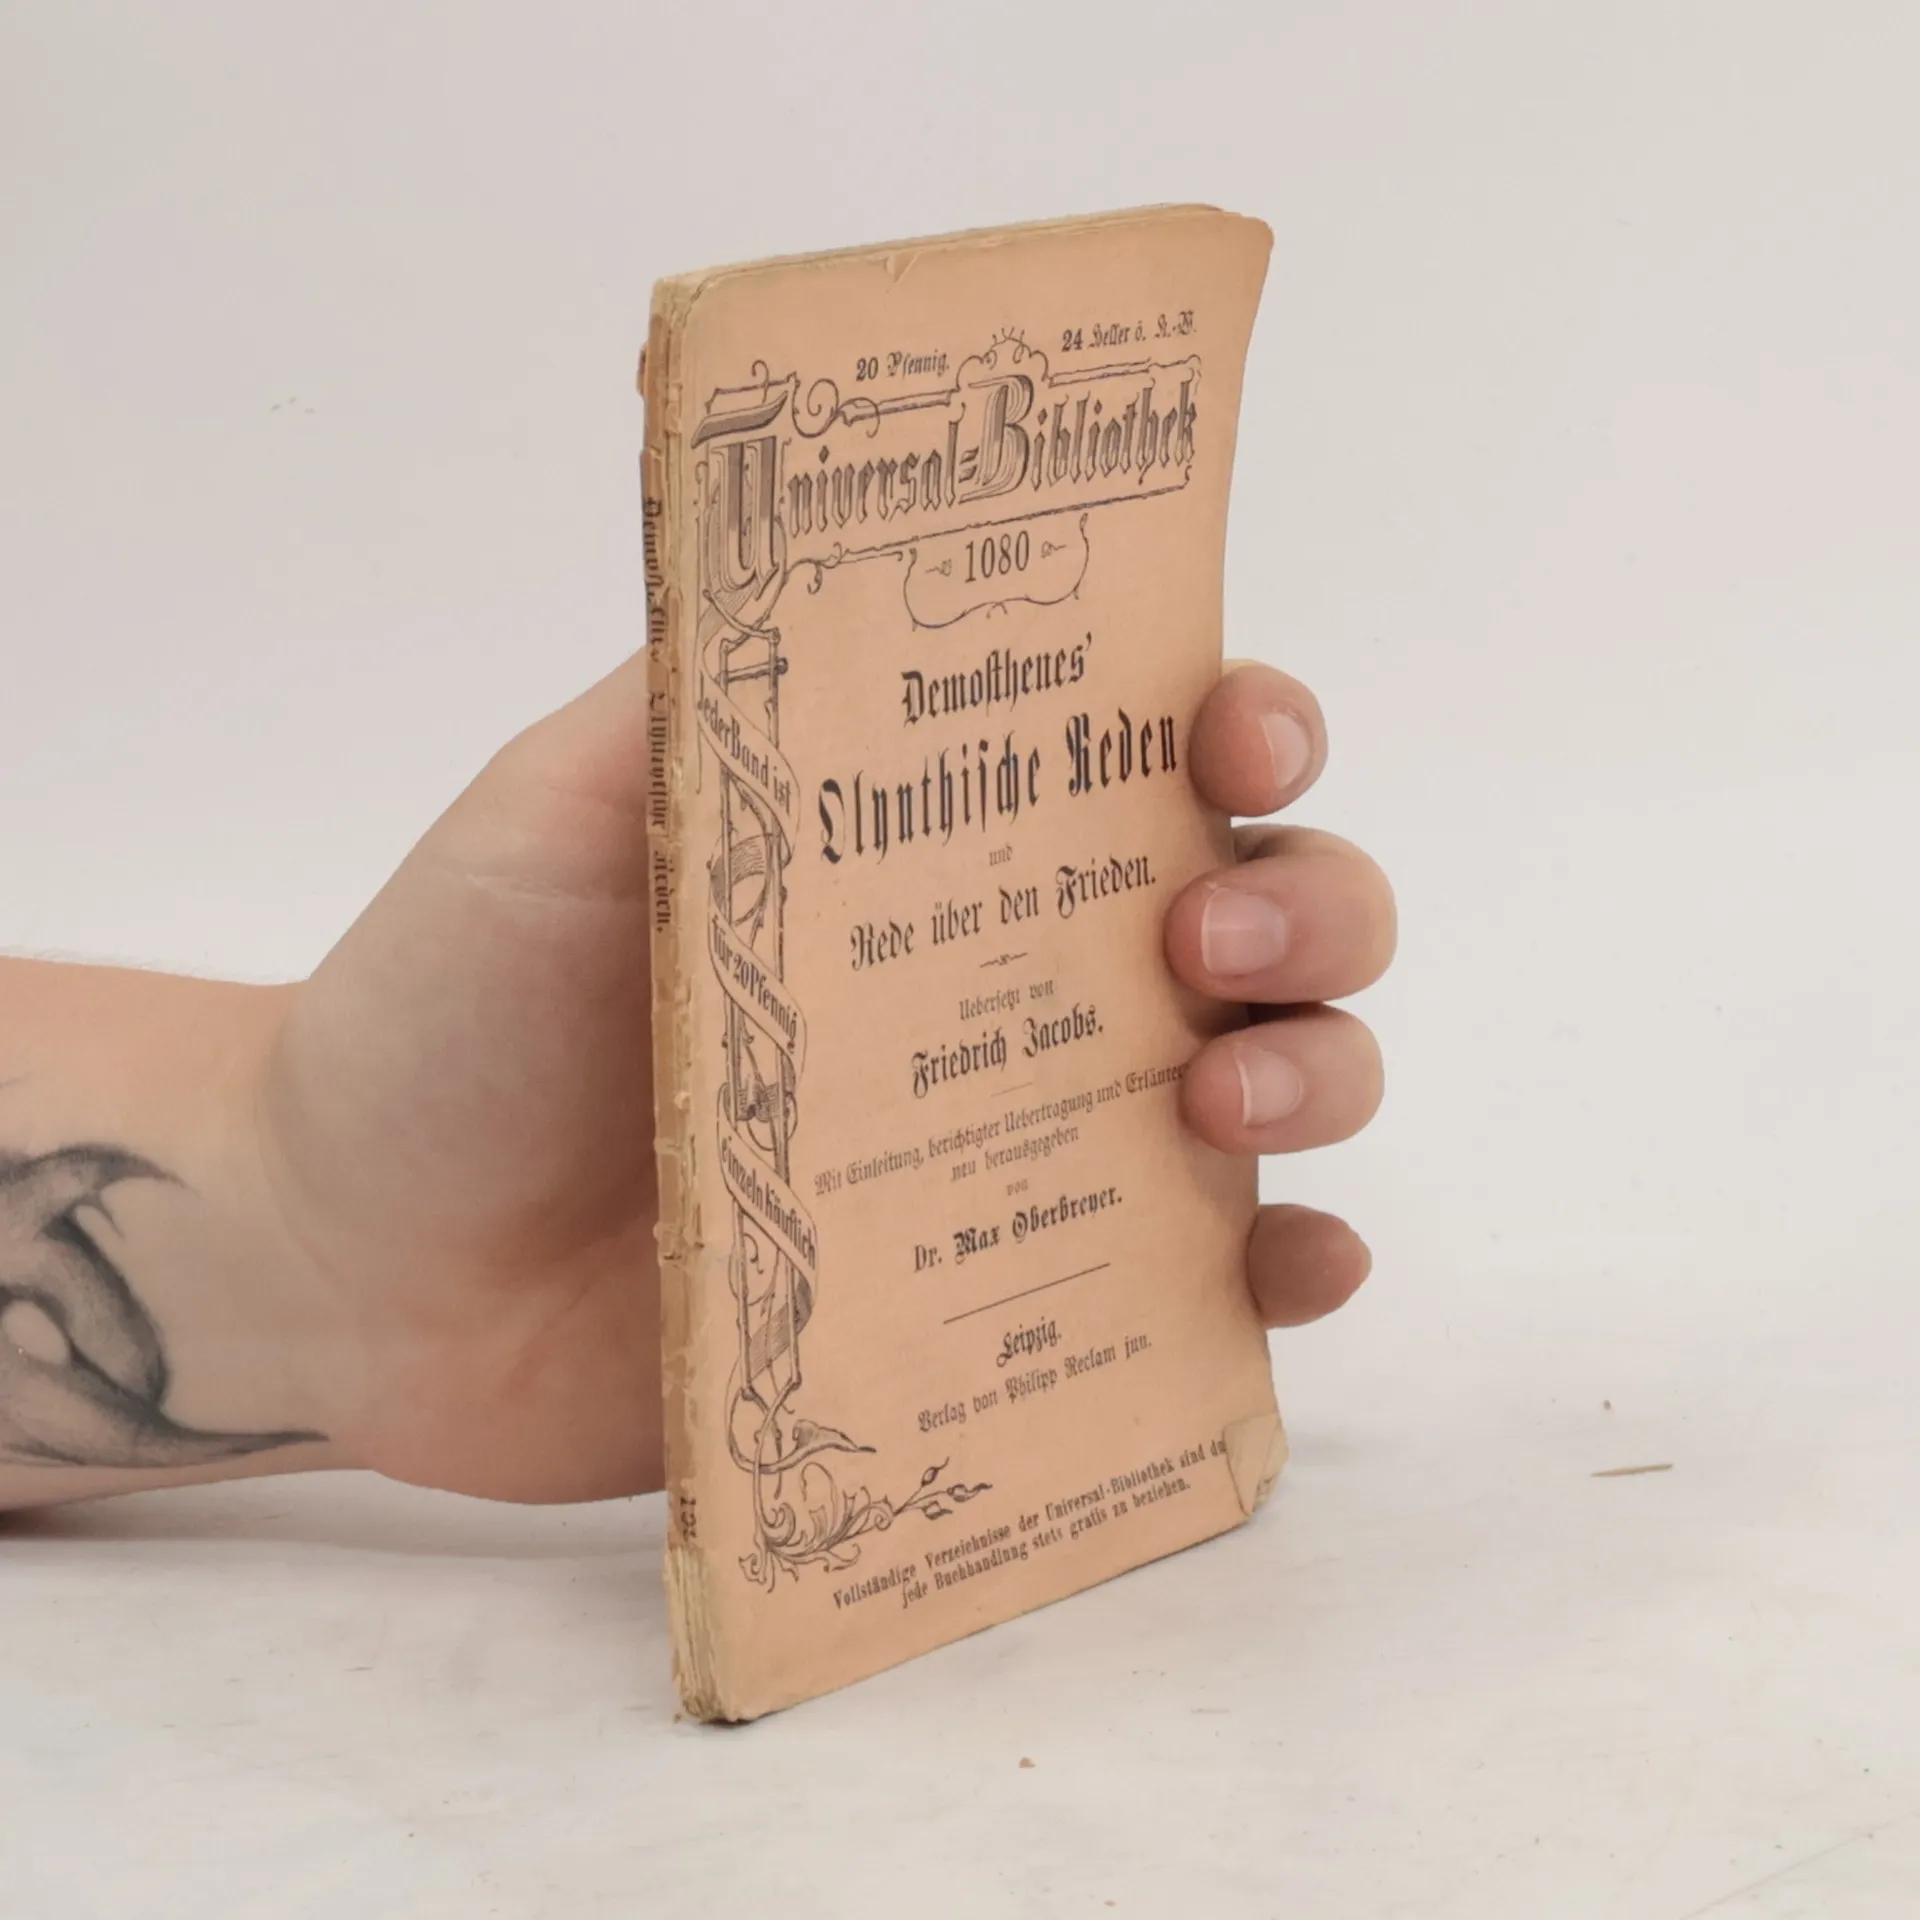 20 Pfennig.
24 Heller ö. K.-W.
Universal-Bibliothek
1080
Demosthenes'
Olynthische Reden
und
Rede über den Frieden.
Uebersetzt von
Friedrich Jacobs.
Mit Einleitung, berichtigter Uebertragung und Erläuter
neu herausgegeben
von
Dr. Max Oberbreyer.
Leipzig.
Verlag von Philipp Reclam jun.
Vollständige Verzeichnisse der Universal-Bibliothek sind du
jede Buchhandlung stets gratis zu beziehen.
Jeder Band ist
für 20 Pfennig
einzeln käuflich
Reden.